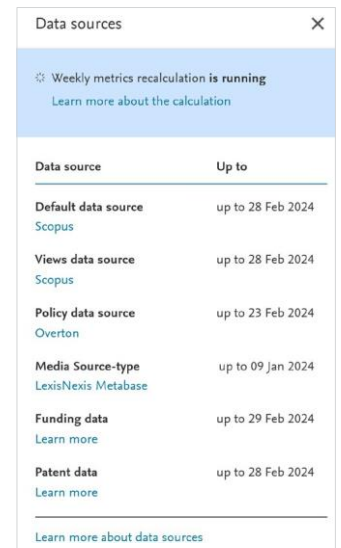 Data sources
Weekly metrics recalculation is running
Learn more about the calculation
Data source Up to
Default data source up to 28 Feb 2024
Scopus
Views data source up to 28 Feb 2024
Scopus
Policy data source up to 23 Feb 2024
Overton
Media Source-type up to 09 Jan 2024
LexisNexis Metabase
Funding data up to 29 Feb 2024
Learn more
Patent data up to 28 Feb 2024
Learn more
Learn more about data sources